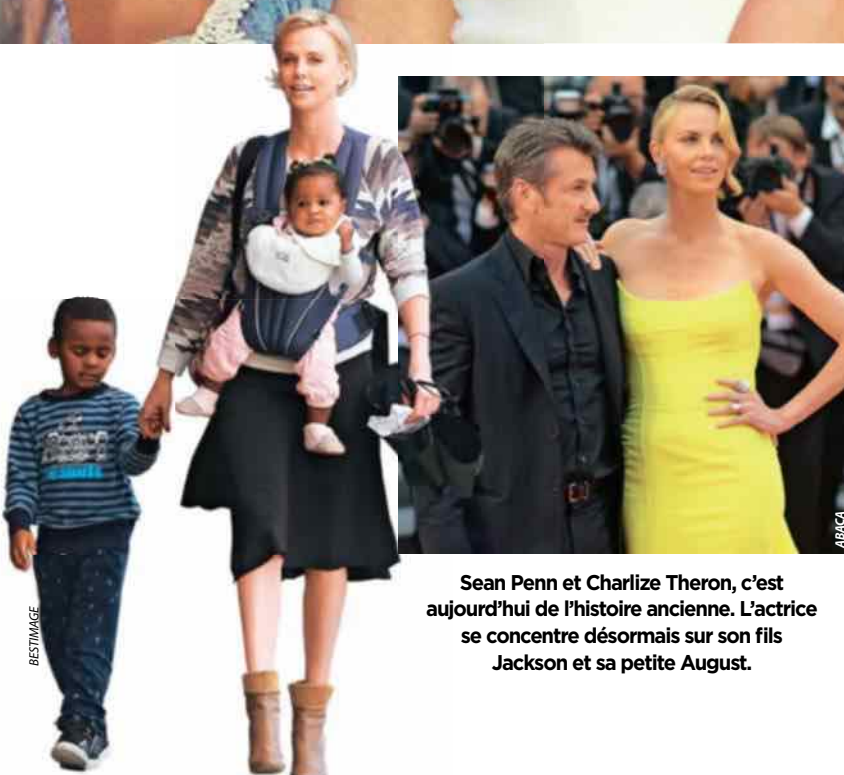 BESTIMAGE
ABACA
Sean Penn et Charlize Theron, c’est
aujourd’hui de l’histoire ancienne. L’actrice
se concentre désormais sur son fils
Jackson et sa petite August.